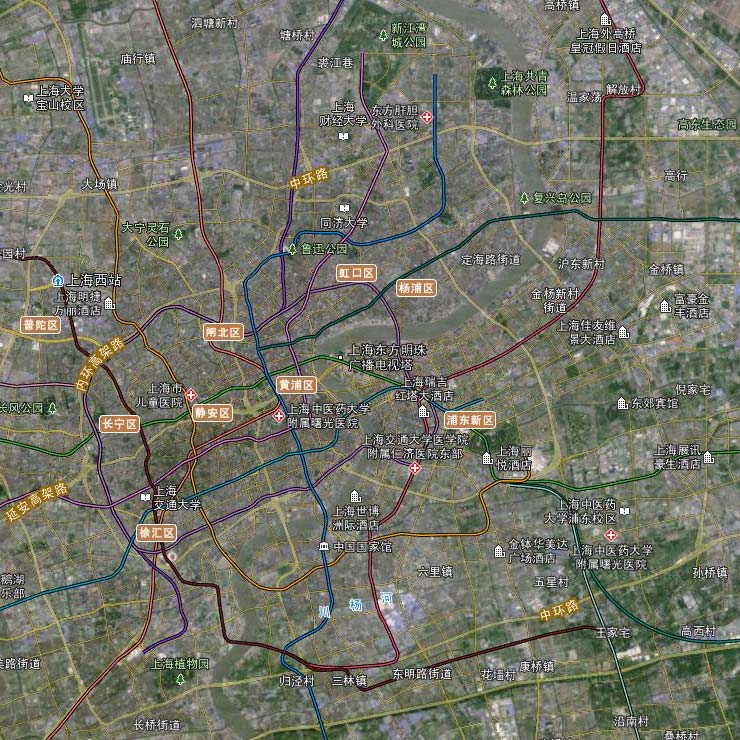 高桥镇
泗塘新村
塘桥村
新江湾
城公园
上海外高桥
皇冠假日酒店
庙行镇
裘江巷
上海大学
宝山校区
上海共青
森林公园
解放村
温家荡
上海
财经大学
东方肝胆
外科医院
高东生态园
高行
大场镇
中环路
复兴岛公园
大宁灵石
公园
同济大学
鲁迅公园
虹口区
定海路街道
沪东新村
金桥镇
上海西站
杨浦区
金杨新村
街道
富豪金
丰酒店
上海明捷
万丽酒店
普陀区
闸北区
上海佳友维
景大酒店
内环高架路
上海东方明珠
广播电视塔
黄浦区
上海瑞吉
红塔大酒店
倪家宅
东郊宾馆
长风公园
上海市
儿童医院
静安区
上海中医药大学
附属曙光医院
浦东新区
长宁区
上海交通大学医学院
附属仁济医院东部
上海丽
悦酒店
上海展讯
豪生酒店
延安高架路
上海
交通大学
上海世博
洲际酒店
上海中医药
大学浦东校区
徐汇区
中国国家馆
金钵华美达
广场酒店
上海中医药大学
附属曙光医院
六里镇
五星村
孙桥镇
鹅湖
乐部
川杨河
中环路
王家宅
高西村
上海植物园
归泾村
三林镇
东明路街道
花墙村
康桥镇
长桥街道
沿南村
叠桥村